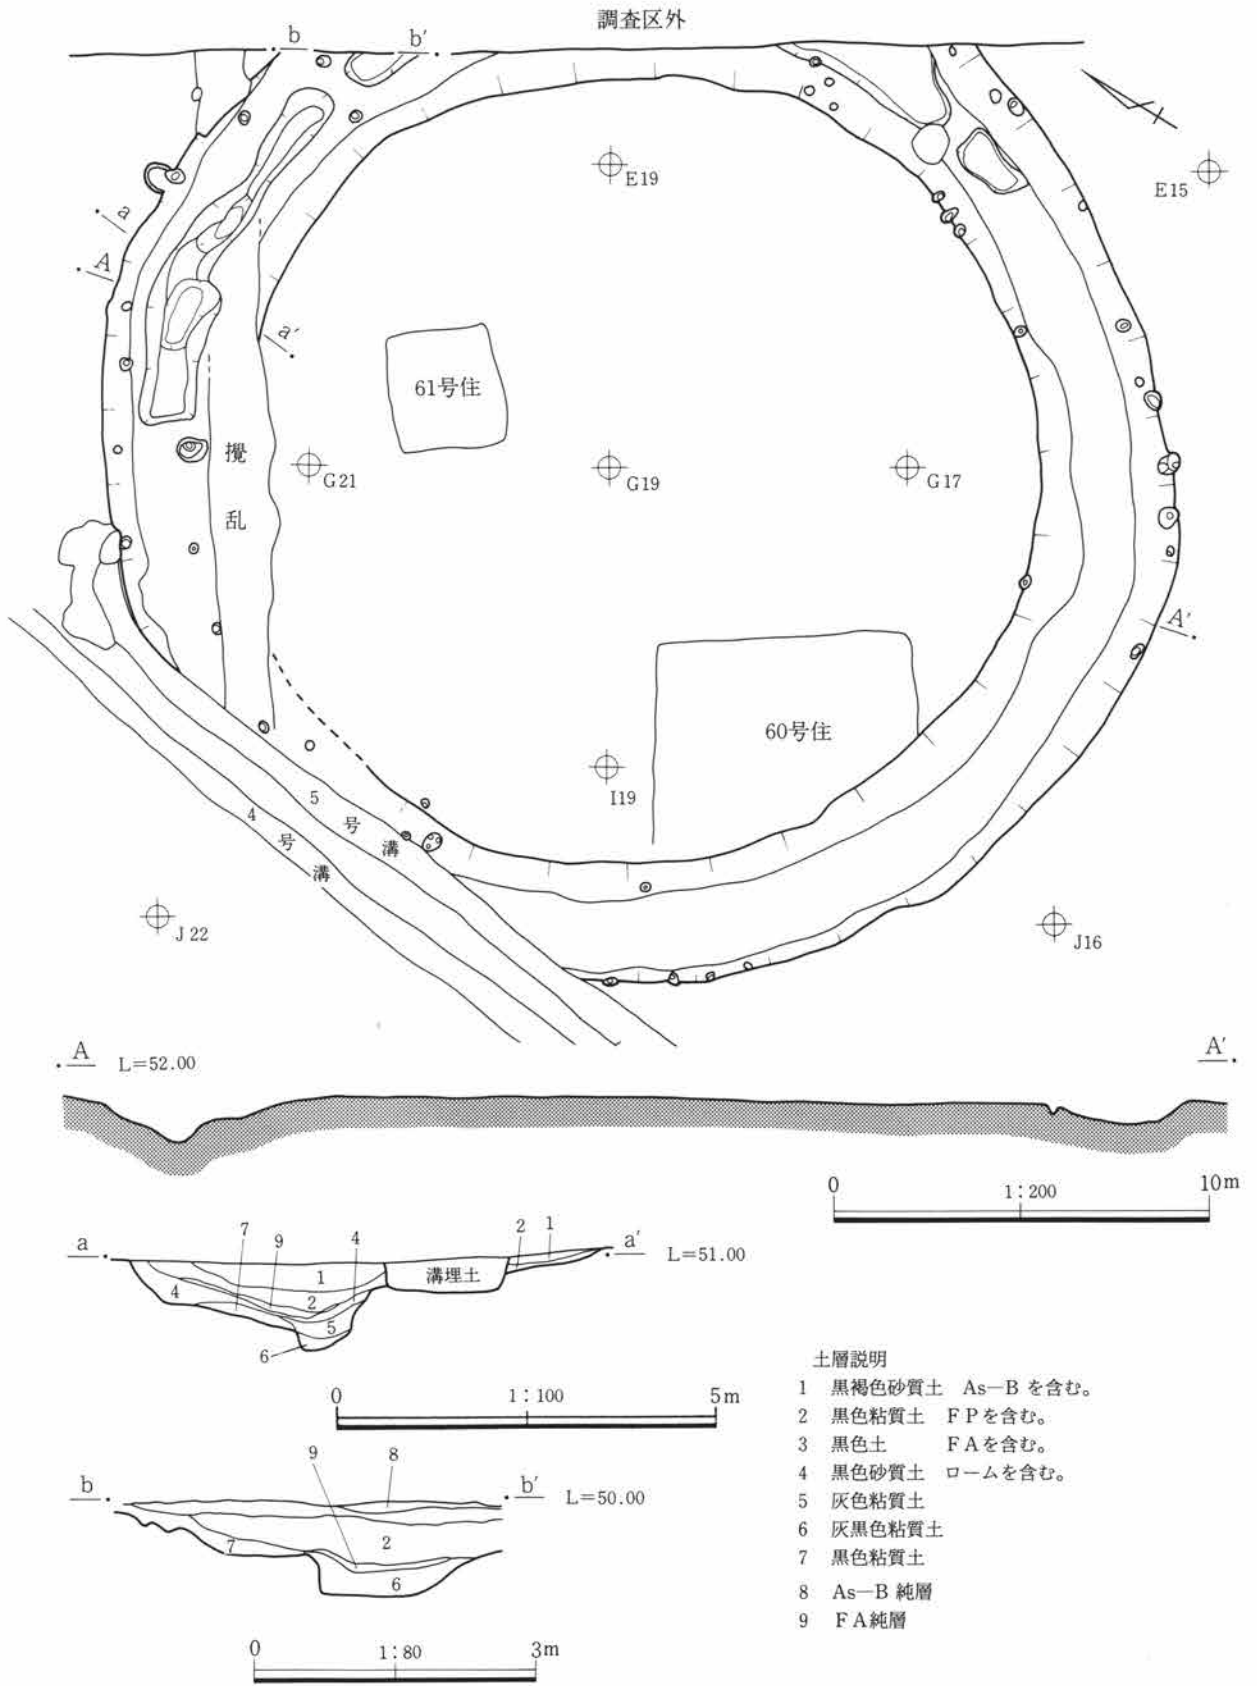 調査区外
b
b′
E19
E15
a
A
a′
61号住
攪乱
G21
G19
G17
A′
60号住
I19
5号溝
4号溝
J22
J16
A L=52.00 A′
0 1:200 10m
7 9 4 2 1
a a′ L=51.00
1
溝埋土
4 2
5
6
0 1:100 5m
9 8
b b′ L=50.00
2
7
6
0 1:80 3m
土層説明
1 黒褐色砂質土 As—B を含む。
2 黒色粘質土 FPを含む。
3 黒色土 FAを含む。
4 黒色砂質土 ロームを含む。
5 灰色粘質土
6 灰黒色粘質土
7 黒色粘質土
8 As—B 純層
9 FA純層